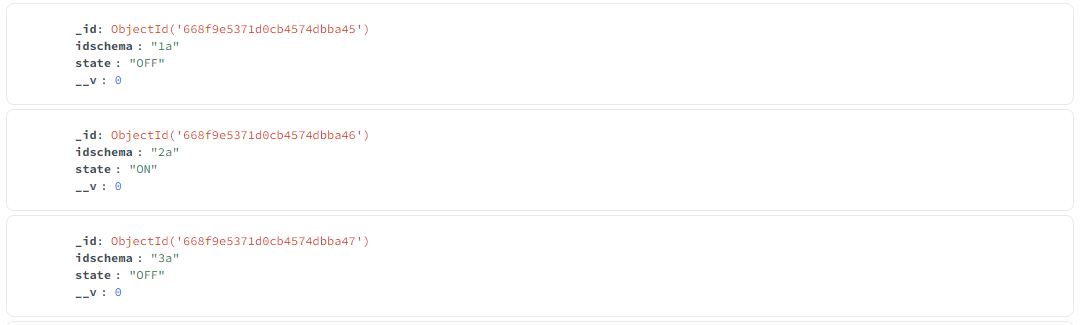 _id: ObjectId('668f9e5371d0cb4574dbba45')
idschema : "1a"
state : "OFF"
__v : 0
_id: ObjectId('668f9e5371d0cb4574dbba46')
idschema : "2a"
state : "ON"
__v : 0
_id: ObjectId('668f9e5371d0cb4574dbba47')
idschema : "3a"
state : "OFF"
__v : 0